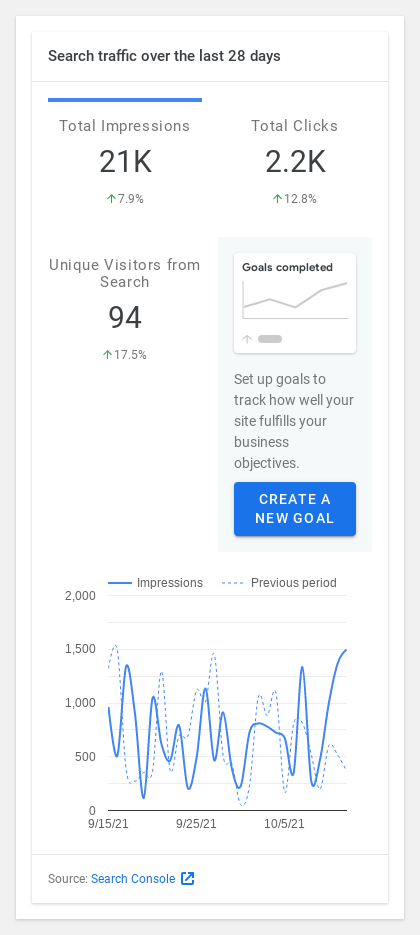 Search traffic over the last 28 days
Total Impressions
21K
↑7.9%
Total Clicks
2.2K
↑12.8%
Unique Visitors from
Search
94
↑17.5%
Goals completed
Set up goals to
track how well your
site fulfills your
business
objectives.
CREATE A
NEW GOAL
Impressions
Previous period
2,000
1,500
1,000
500
0
9/15/21
9/25/21
10/5/21
Source: Search Console